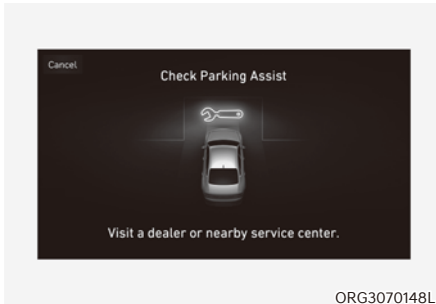 Cancel
Check Parking Assist
Visit a dealer or nearby service center.
ORG3070148L